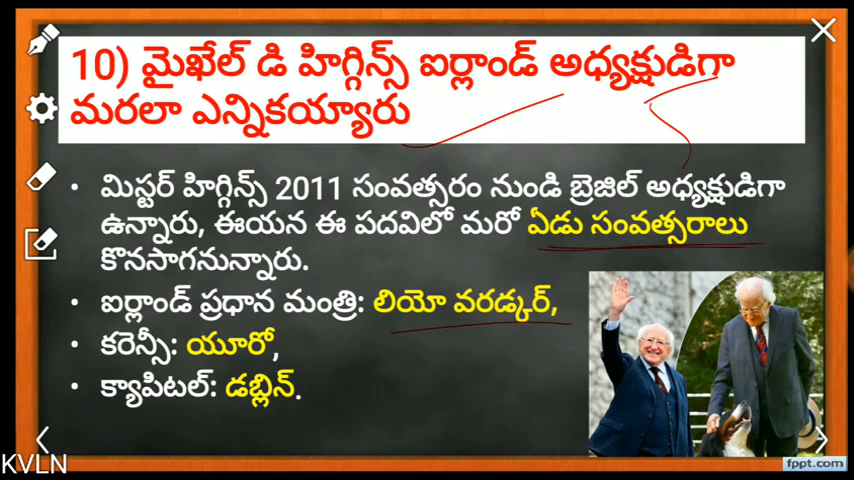 10) మైఖేల్ డి హిగ్గిన్స్ ఐర్లాండ్ అధ్యక్షుడిగా
మరలా ఎన్నికయ్యారు
• మిస్టర్ హిగ్గిన్స్ 2011 సంవత్సరం నుండి బ్రెజిల్ అధ్యక్షుడిగా
ఉన్నారు, ఈయన ఈ పదవిలో మరో ఏడు సంవత్సరాలు
కొనసాగనున్నారు.
• ఐర్లాండ్ ప్రధాన మంత్రి: లియో వరడ్కర్,
• కరెన్సీ: యూరో,
• క్యాపిటల్: డబ్లిన్.
KVLN
fppt.com